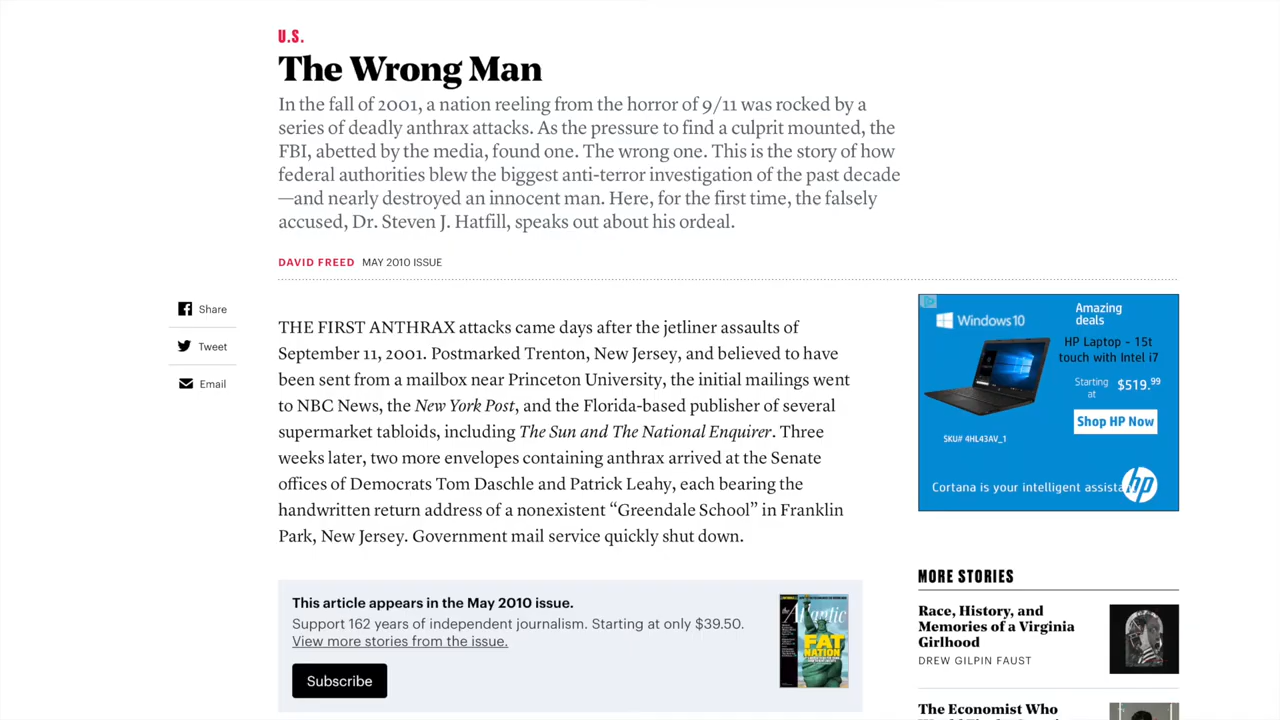 U.S.
The Wrong Man
In the fall of 2001, a nation reeling from the horror of 9/11 was rocked by a
series of deadly anthrax attacks. As the pressure to find a culprit mounted, the
FBI, abetted by the media, found one. The wrong one. This is the story of how
federal authorities blew the biggest anti-terror investigation of the past decade
—and nearly destroyed an innocent man. Here, for the first time, the falsely
accused, Dr. Steven J. Hatfill, speaks out about his ordeal.
DAVID FREED MAY 2010 ISSUE
Share
Tweet
Email
THE FIRST ANTHRAX attacks came days after the jetliner assaults of
September 11, 2001. Postmarked Trenton, New Jersey, and believed to have
been sent from a mailbox near Princeton University, the initial mailings went
to NBC News, the New York Post, and the Florida-based publisher of several
supermarket tabloids, including The Sun and The National Enquirer. Three
weeks later, two more envelopes containing anthrax arrived at the Senate
offices of Democrats Tom Daschle and Patrick Leahy, each bearing the
handwritten return address of a nonexistent “Greendale School” in Franklin
Park, New Jersey. Government mail service quickly shut down.
This article appears in the May 2010 issue.
Support 162 years of independent journalism. Starting at only $39.50.
View more stories from the issue.
Subscribe
the Atlantic
FAT
NATION
Windows 10
Amazing
deals
HP Laptop - 15t
touch with Intel i7
Starting
at
$519.99
Shop HP Now
SKU# 4HL43AV_1
Cortana is your intelligent assista
hp
MORE STORIES
Race, History, and
Memories of a Virginia
Girlhood
DREW GILPIN FAUST
The Economist Who